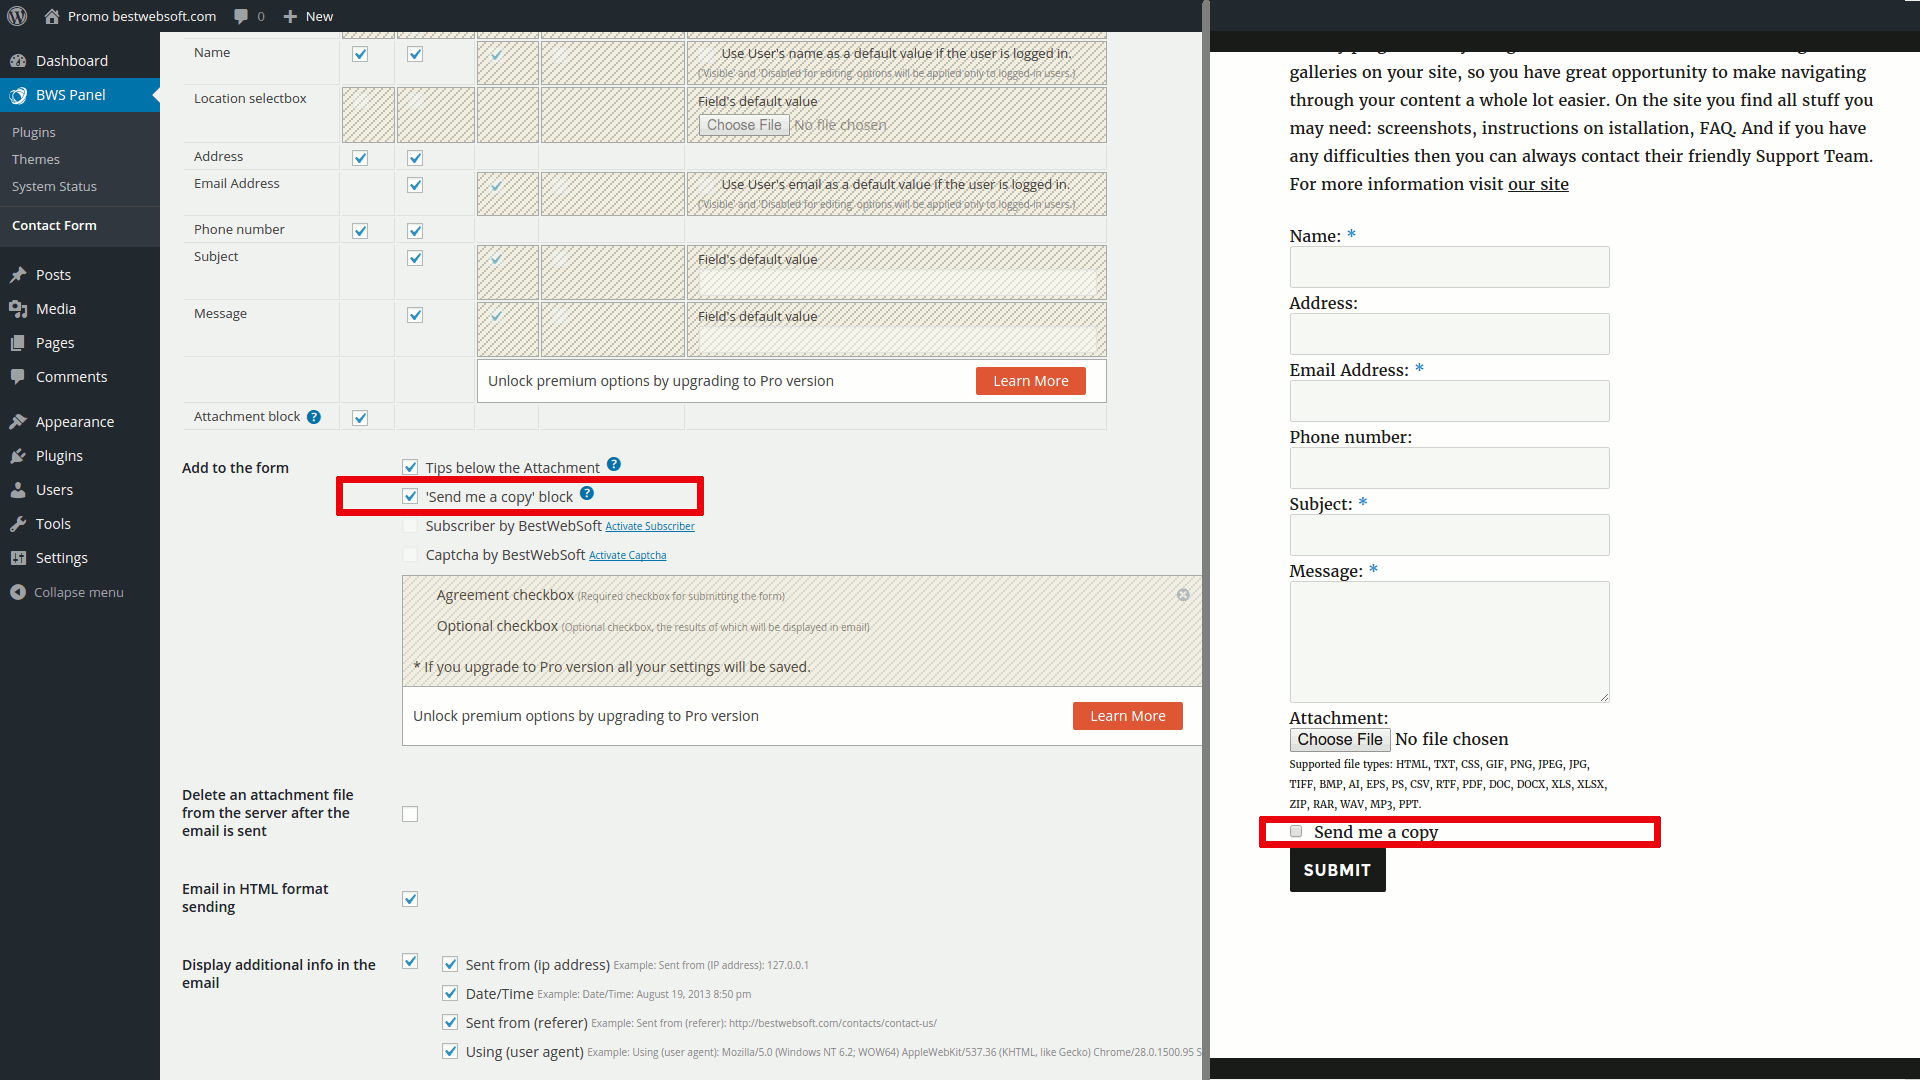 Promo bestwebsoft.com 0 New
Dashboard
BWS Panel
Plugins
Themes
System Status
Contact Form
Posts
Media
Pages
Comments
Appearance
Plugins
Users
Tools
Settings
Collapse menu
Name
Use User's name as a default value if the user is logged in.
('Visible' and 'Disabled for editing' options will be applied only to logged-in users.)
Location selectbox
Field's default value
Choose File No file chosen
Address
Email Address
Use User's email as a default value if the user is logged in.
('Visible' and 'Disabled for editing' options will be applied only to logged-in users.)
Phone number
Subject
Field's default value
Message
Field's default value
Unlock premium options by upgrading to Pro version Learn More
Attachment block ?
Add to the form
Tips below the Attachment ?
'Send me a copy' block ?
Subscriber by BestWebSoft Activate Subscriber
Captcha by BestWebSoft Activate Captcha
Agreement checkbox (Required checkbox for submitting the form)
Optional checkbox (Optional checkbox, the results of which will be displayed in email)
* If you upgrade to Pro version all your settings will be saved.
Unlock premium options by upgrading to Pro version Learn More
Delete an attachment file
from the server after the
email is sent
Email in HTML format
sending
Display additional info in the
email
Sent from (ip address) Example: Sent from (IP address): 127.0.0.1
Date/Time Example: Date/Time: August 19, 2013 8:50 pm
Sent from (referer) Example: Sent from (referer): http://bestwebsoft.com/contacts/contact-us/
Using (user agent) Example: Using (user agent): Mozilla/5.0 (Windows NT 6.2; WOW64) AppleWebKit/537.36 (KHTML, like Gecko) Chrome/28.0.1500.95 S
galleries on your site, so you have great opportunity to make navigating
through your content a whole lot easier. On the site you find all stuff you
may need: screenshots, instructions on istallation, FAQ. And if you have
any difficulties then you can always contact their friendly Support Team.
For more information visit our site
Name: *
Address:
Email Address: *
Phone number:
Subject: *
Message: *
Attachment:
Choose File No file chosen
Supported file types: HTML, TXT, CSS, GIF, PNG, JPEG, JPG,
TIFF, BMP, AI, EPS, PS, CSV, RTF, PDF, DOC, DOCX, XLS, XLSX,
ZIP, RAR, WAV, MP3, PPT.
Send me a copy
SUBMIT